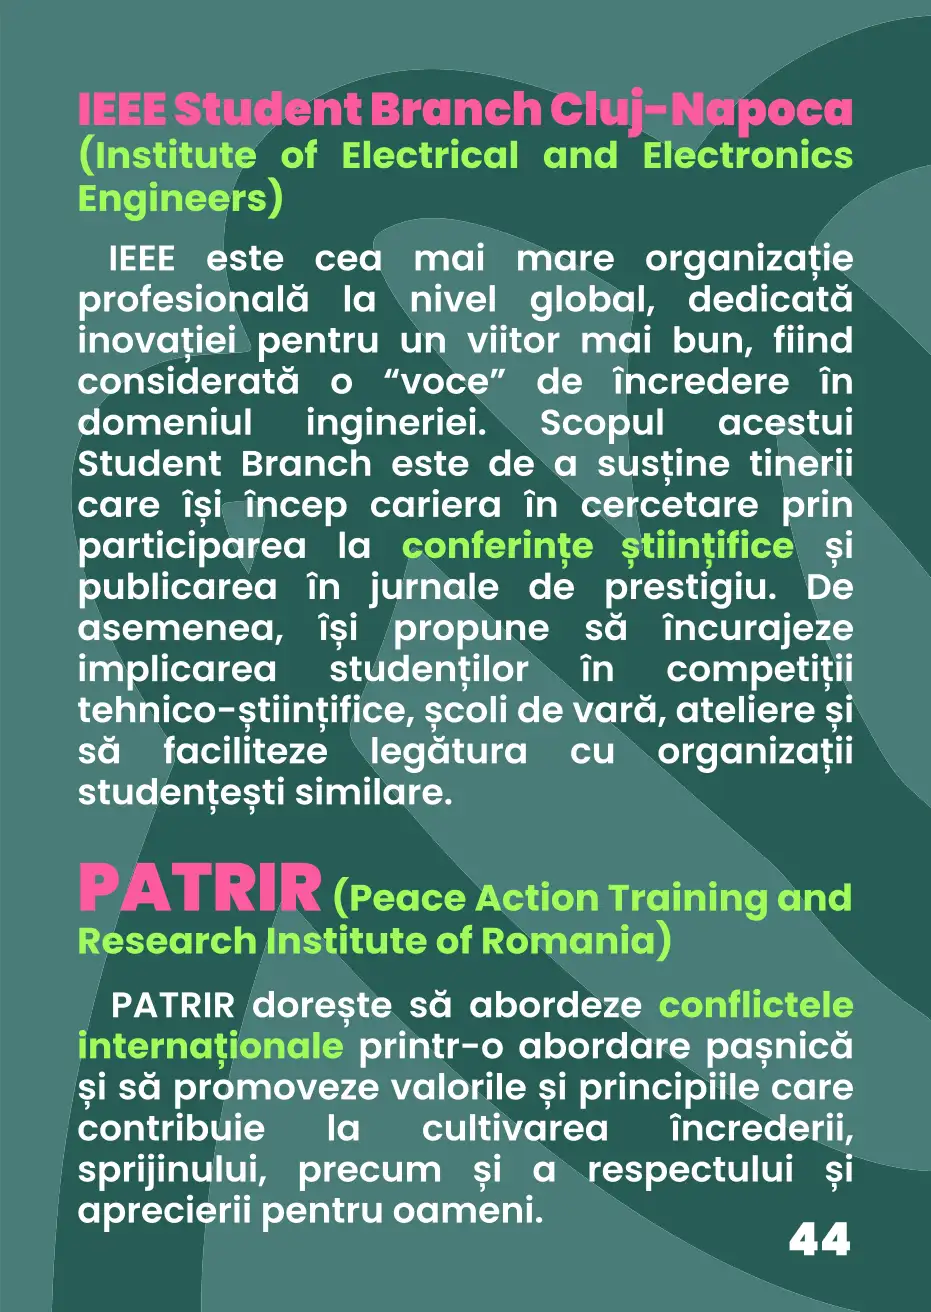 IEEE Student Branch Cluj-Napoca
(Institute of Electrical and Electronics
Engineers)
IEEE este cea mai mare organizație
profesională la nivel global, dedicată
inovației pentru un viitor mai bun, fiind
considerată o “voce” de încredere în
domeniul ingineriei. Scopul acestui
Student Branch este de a susține tinerii
care își încep cariera în cercetare prin
participarea la conferințe științifice și
publicarea în jurnale de prestigiu. De
asemenea, își propune să încurajeze
implicarea studenților în competiții
tehnico-științifice, școli de vară, ateliere și
să faciliteze legătura cu organizații
studențești similare.
PATRIR (Peace Action Training and
Research Institute of Romania)
PATRIR dorește să abordeze conflictele
internaționale printr-o abordare pașnică
și să promoveze valorile și principiile care
contribuie la cultivarea încrederii,
sprijinului, precum și a respectului și
aprecierii pentru oameni.
44